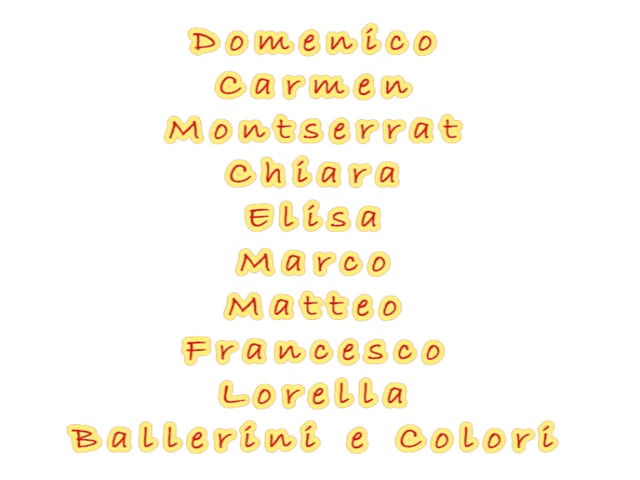 Domenico
Carmen
Montserrat
Chiara
Elisa
Marco
Matteo
Francesco
Lorella
Ballerini e Colori